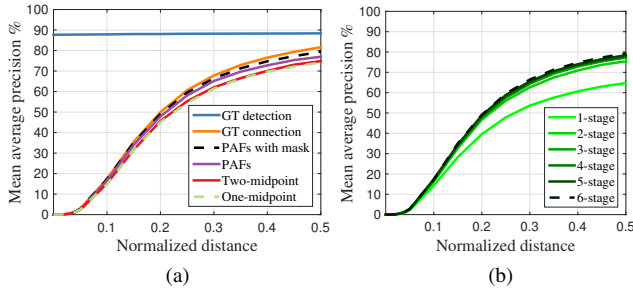 Mean average precision %
100
90
80
70
60
50
40
30
20
10
0
0.1 0.2 0.3 0.4 0.5
Normalized distance
GT detection
GT connection
PAFs with mask
PAFs
Two-midpoint
One-midpoint
(a)
Mean average precision %
100
90
80
70
60
50
40
30
20
10
0
0.1 0.2 0.3 0.4 0.5
Normalized distance
1-stage
2-stage
3-stage
4-stage
5-stage
6-stage
(b)